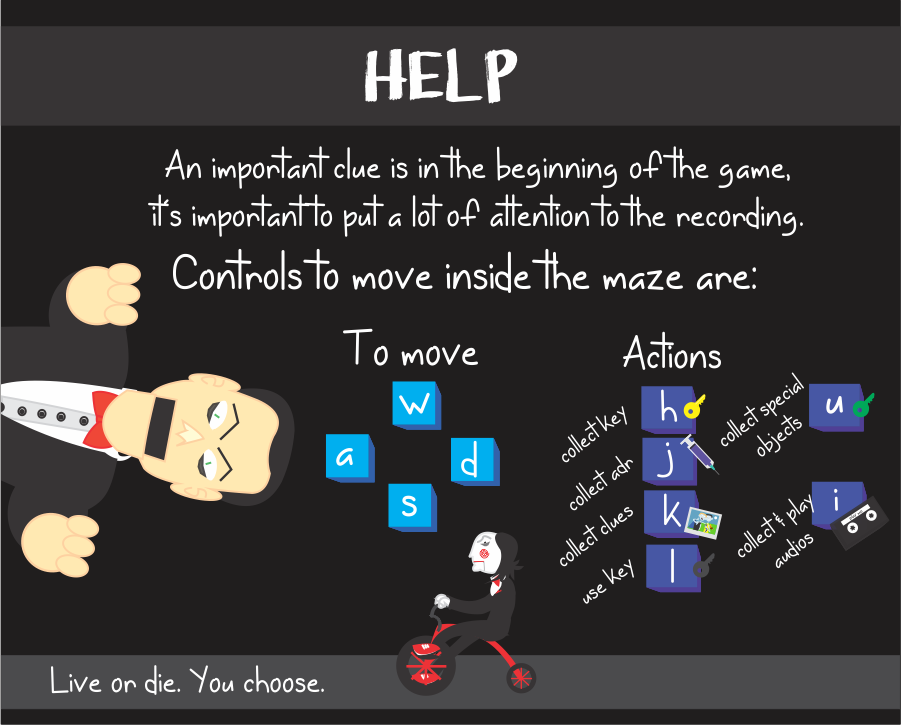 HELP
An important clue is in the beginning of the game,
it's important to put a lot of attention to the recording.
Controls to move inside the maze are:
To move
w
a
d
s
Actions
collect key
h
collect adr
j
collect clues
k
use key
l
collect special
objects
u
collect & play
audios
i
Live or die. You choose.